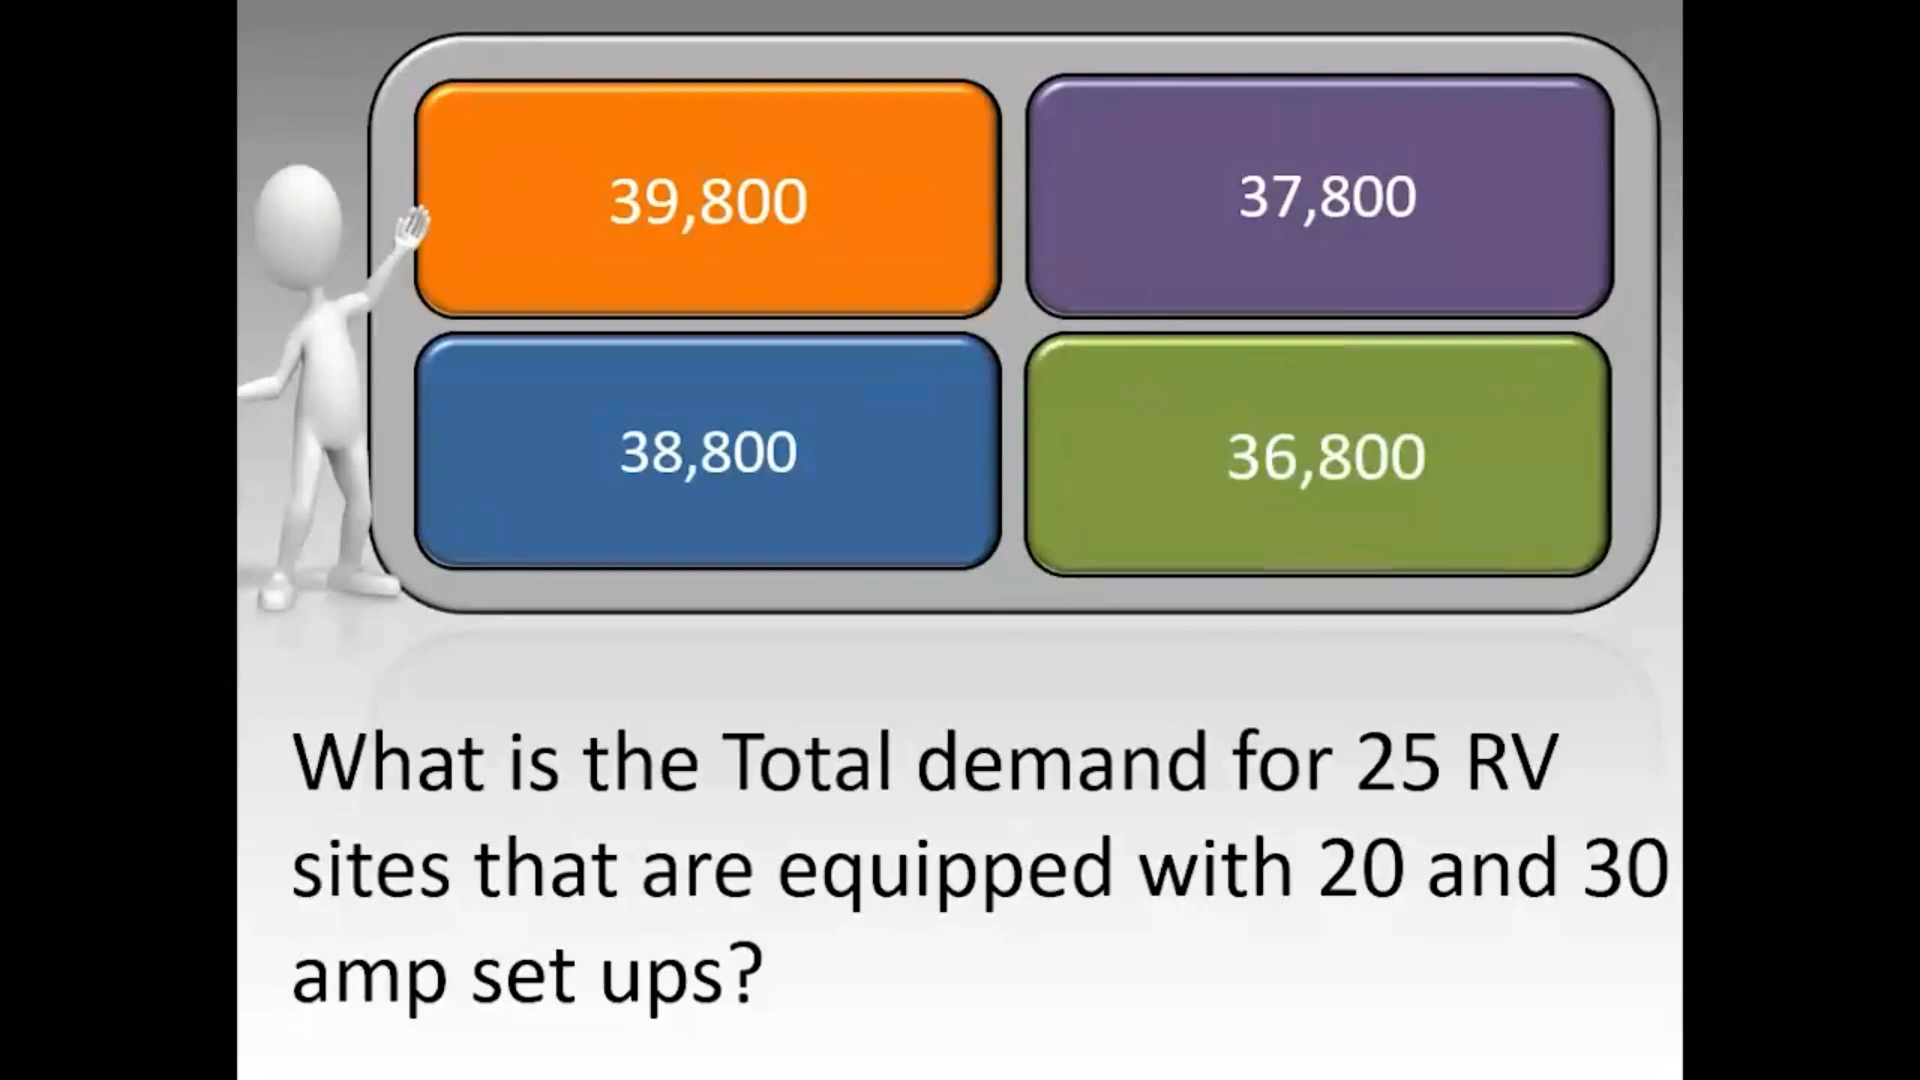 39,800
37,800
38,800
36,800
What is the Total demand for 25 RV
sites that are equipped with 20 and 30
amp set ups?